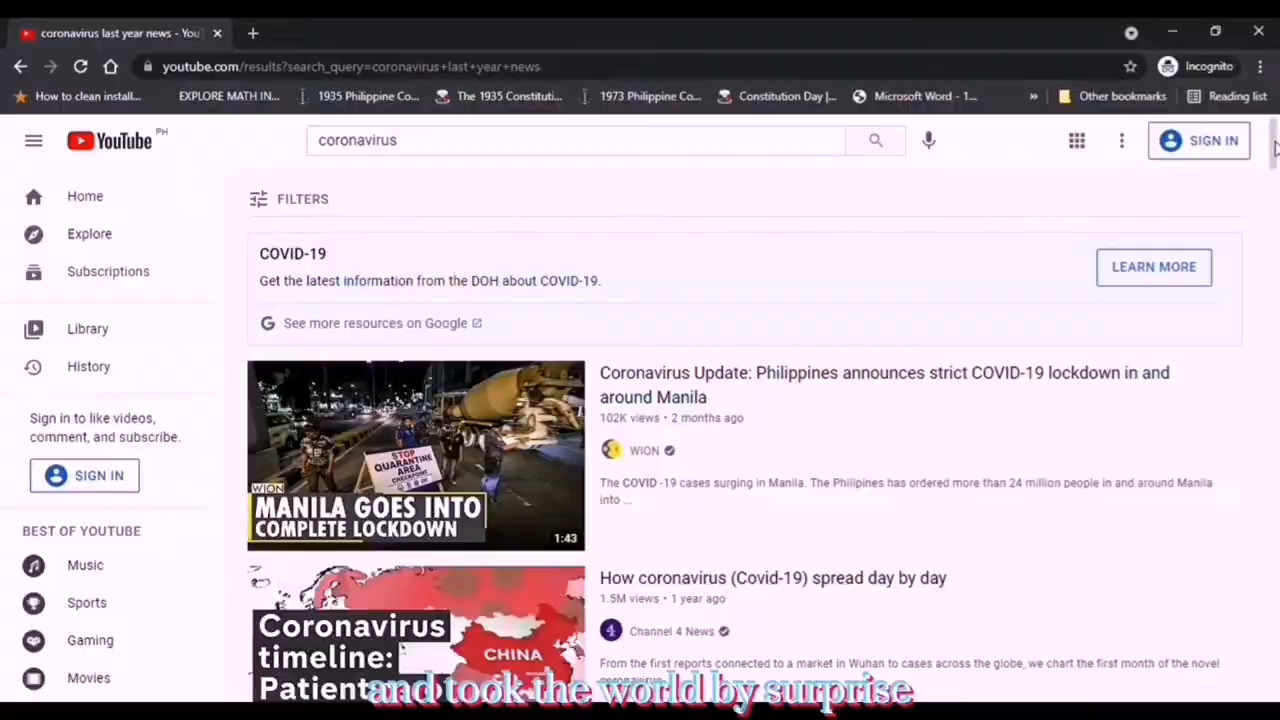 coronavirus last year news - You
youtube.com/results?search_query=coronavirus+last+year+news
Incognito
How to clean install...
EXPLORE MATH IN...
1935 Philippine Co...
The 1935 Constituti...
1973 Philippine Co...
Constitution Day |...
Microsoft Word - 1...
»
Other bookmarks
Reading list
YouTube PH
coronavirus
SIGN IN
Home
Explore
Subscriptions
Library
History
Sign in to like videos,
comment, and subscribe.
SIGN IN
BEST OF YOUTUBE
Music
Sports
Gaming
Movies
FILTERS
COVID-19
Get the latest information from the DOH about COVID-19.
LEARN MORE
See more resources on Google
STOP
QUARANTINE
AREA
CHECKPOINT
WION
MANILA GOES INTO
COMPLETE LOCKDOWN
1:43
Coronavirus Update: Philippines announces strict COVID-19 lockdown in and
around Manila
102K views • 2 months ago
WION
The COVID -19 cases surging in Manila. The Philipines has ordered more than 24 million people in and around Manila
into ...
Coronavirus
timeline:
Patient
CHINA
How coronavirus (Covid-19) spread day by day
1.5M views • 1 year ago
4 Channel 4 News
From the first reports connected to a market in Wuhan to cases across the globe, we chart the first month of the novel
coronavirus
and took the world by surprise